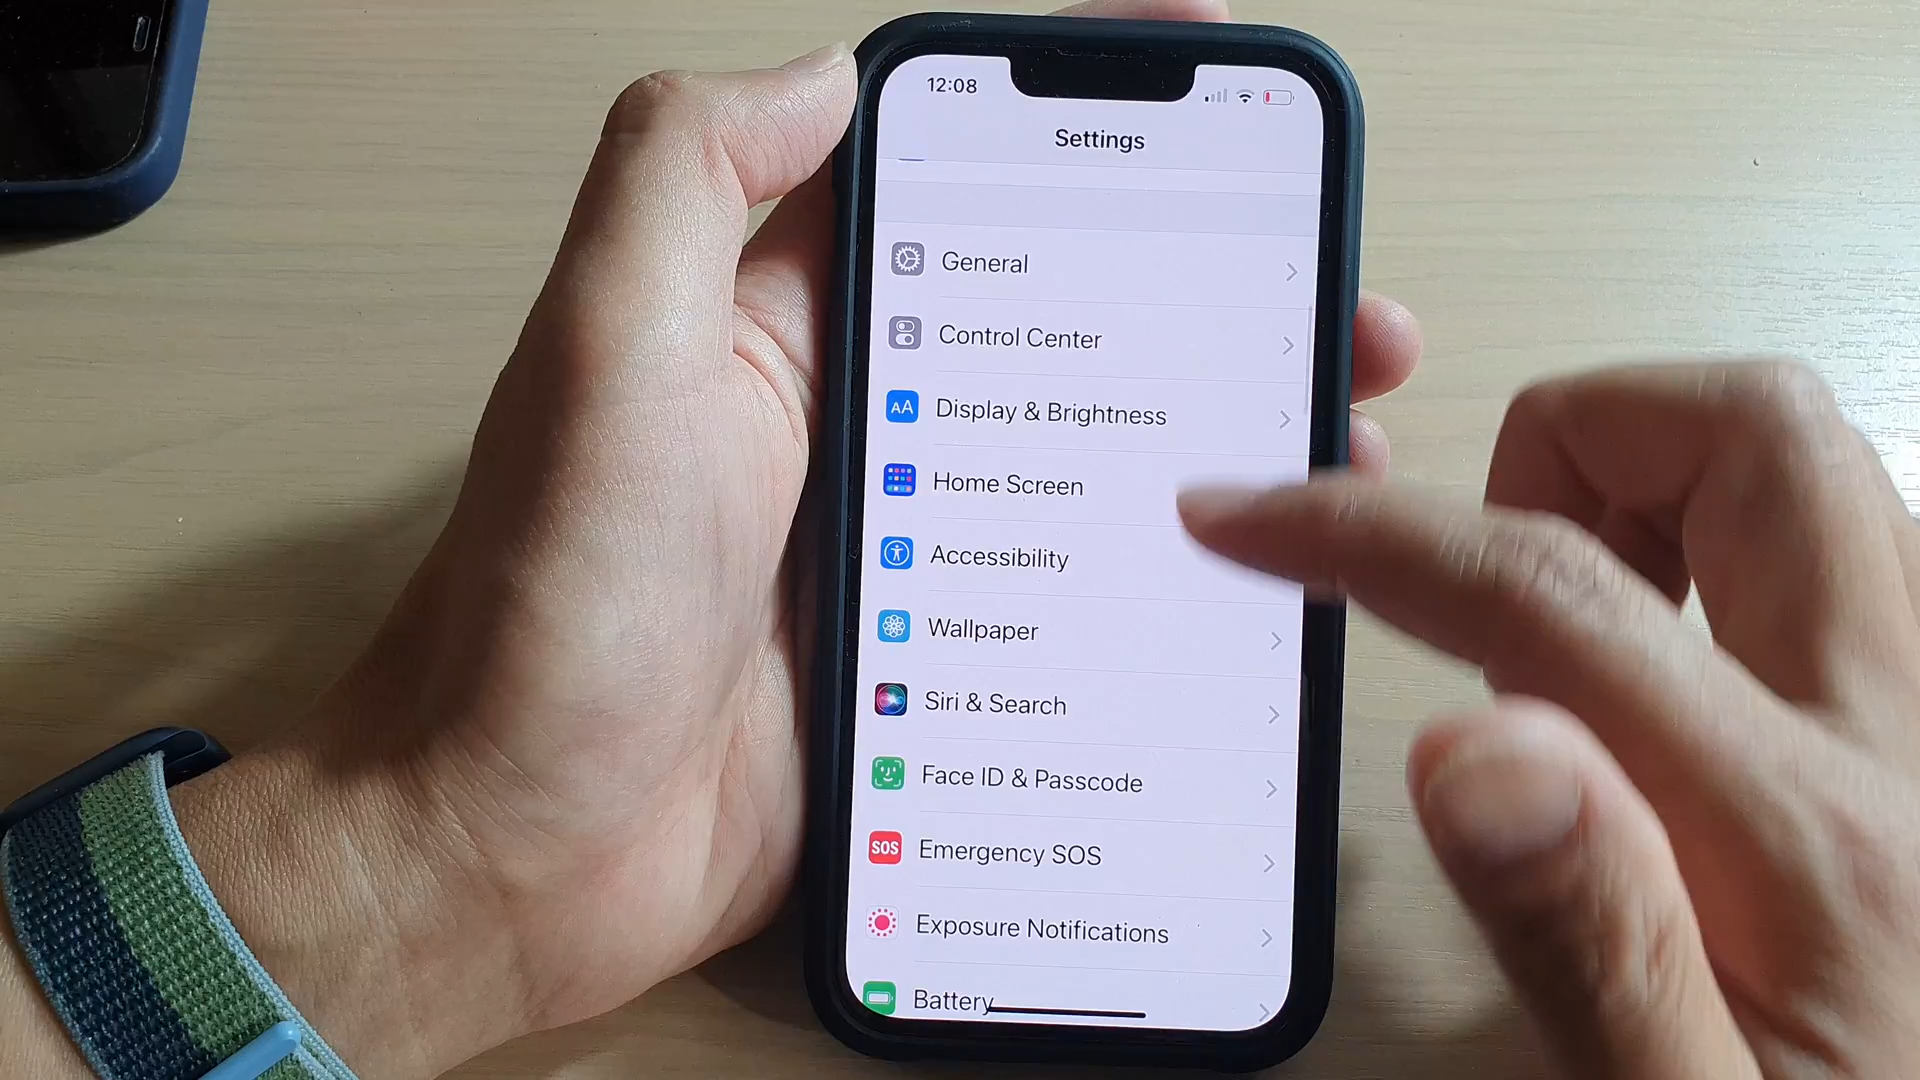 12:08
Settings
General
Control Center
AA
Display & Brightness
Home Screen
Accessibility
Wallpaper
Siri & Search
Face ID & Passcode
SOS
Emergency SOS
Exposure Notifications
Battery